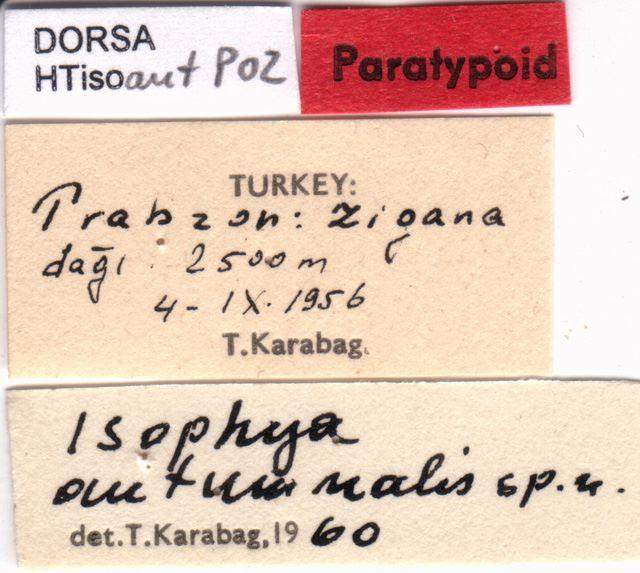 DORSA
HTisoaut P02
Paratypoid
TURKEY:
Trabzon: Zigana
dağı 2500m
4-IX.1956
T.Karabag.
Isophya
autumnalis sp.n.
det.T.Karabag,1960